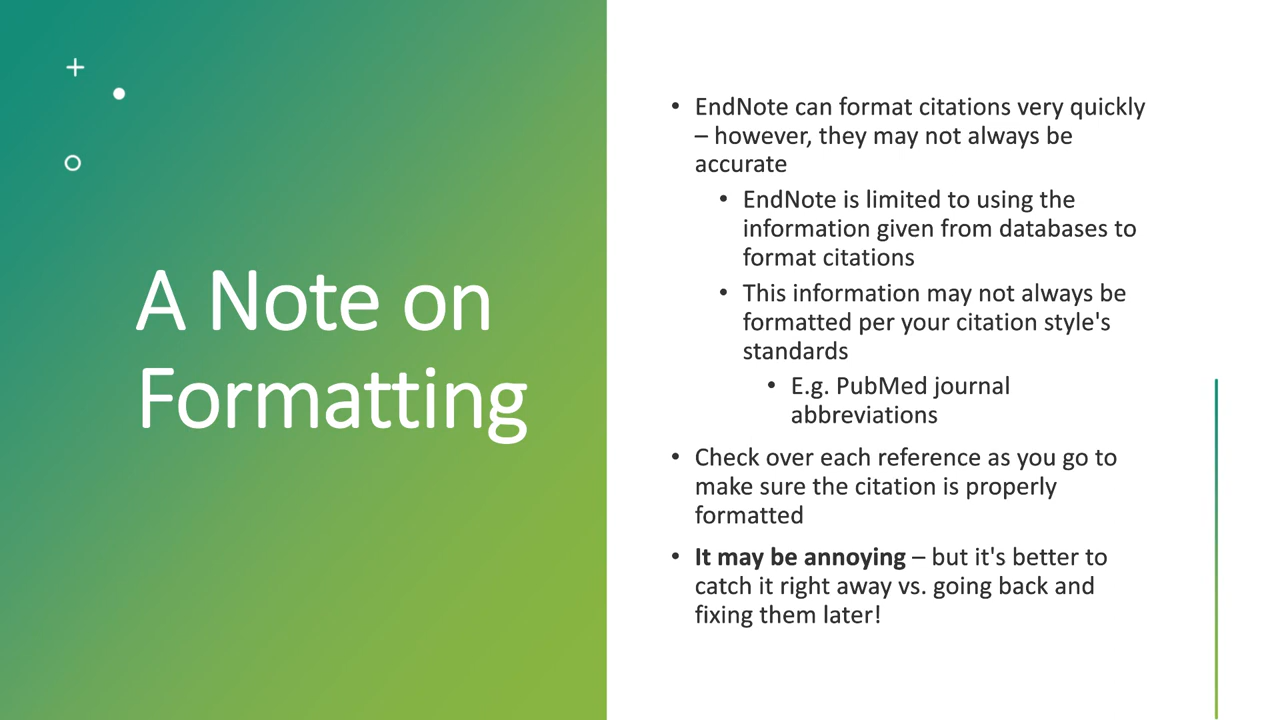 A Note on
Formatting
• EndNote can format citations very quickly
– however, they may not always be
accurate
• EndNote is limited to using the
information given from databases to
format citations
• This information may not always be
formatted per your citation style's
standards
• E.g. PubMed journal
abbreviations
• Check over each reference as you go to
make sure the citation is properly
formatted
• It may be annoying – but it's better to
catch it right away vs. going back and
fixing them later!